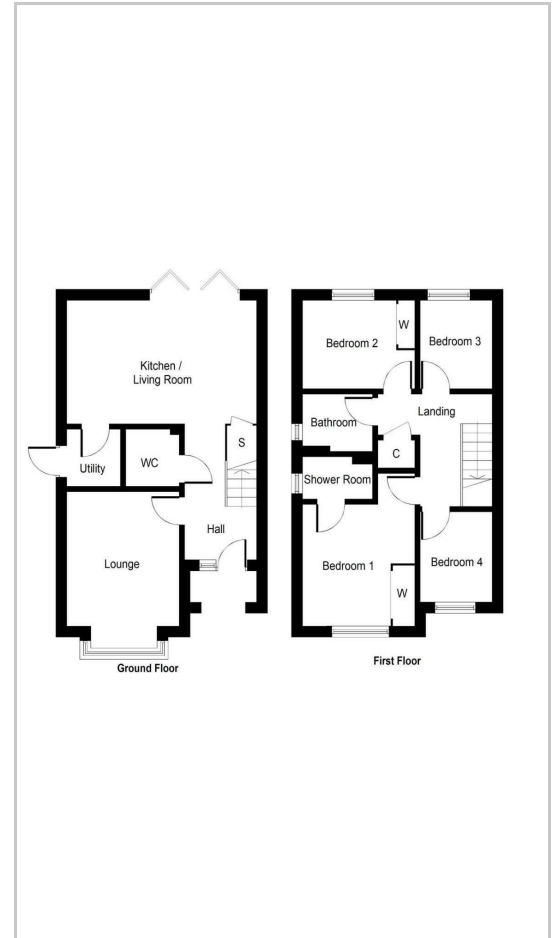 Kitchen /
Living Room
S
Utility
WC
Hall
Lounge
Ground Floor
W
Bedroom 2
Bedroom 3
Landing
Bathroom
C
Shower Room
Bedroom 1
Bedroom 4
W
First Floor